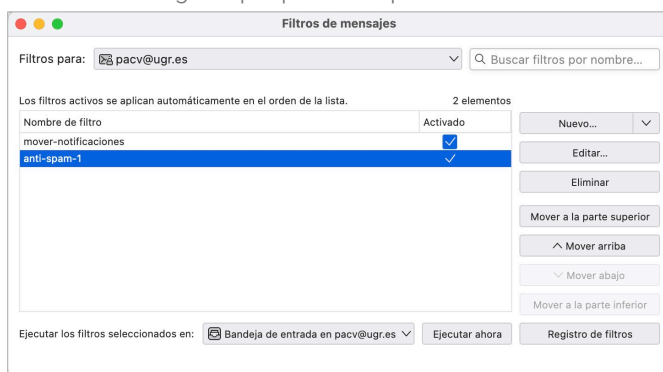 Filtros de mensajes
Filtros para: pacv@ugr.es
Buscar filtros por nombre...
Los filtros activos se aplican automáticamente en el orden de la lista. 2 elementos
Nombre de filtro Activado
mover-notificaciones
anti-spam-1
Nuevo...
Editar...
Eliminar
Mover a la parte superior
Mover arriba
Mover abajo
Mover a la parte inferior
Ejecutar los filtros seleccionados en: Bandeja de entrada en pacv@ugr.es Ejecutar ahora Registro de filtros